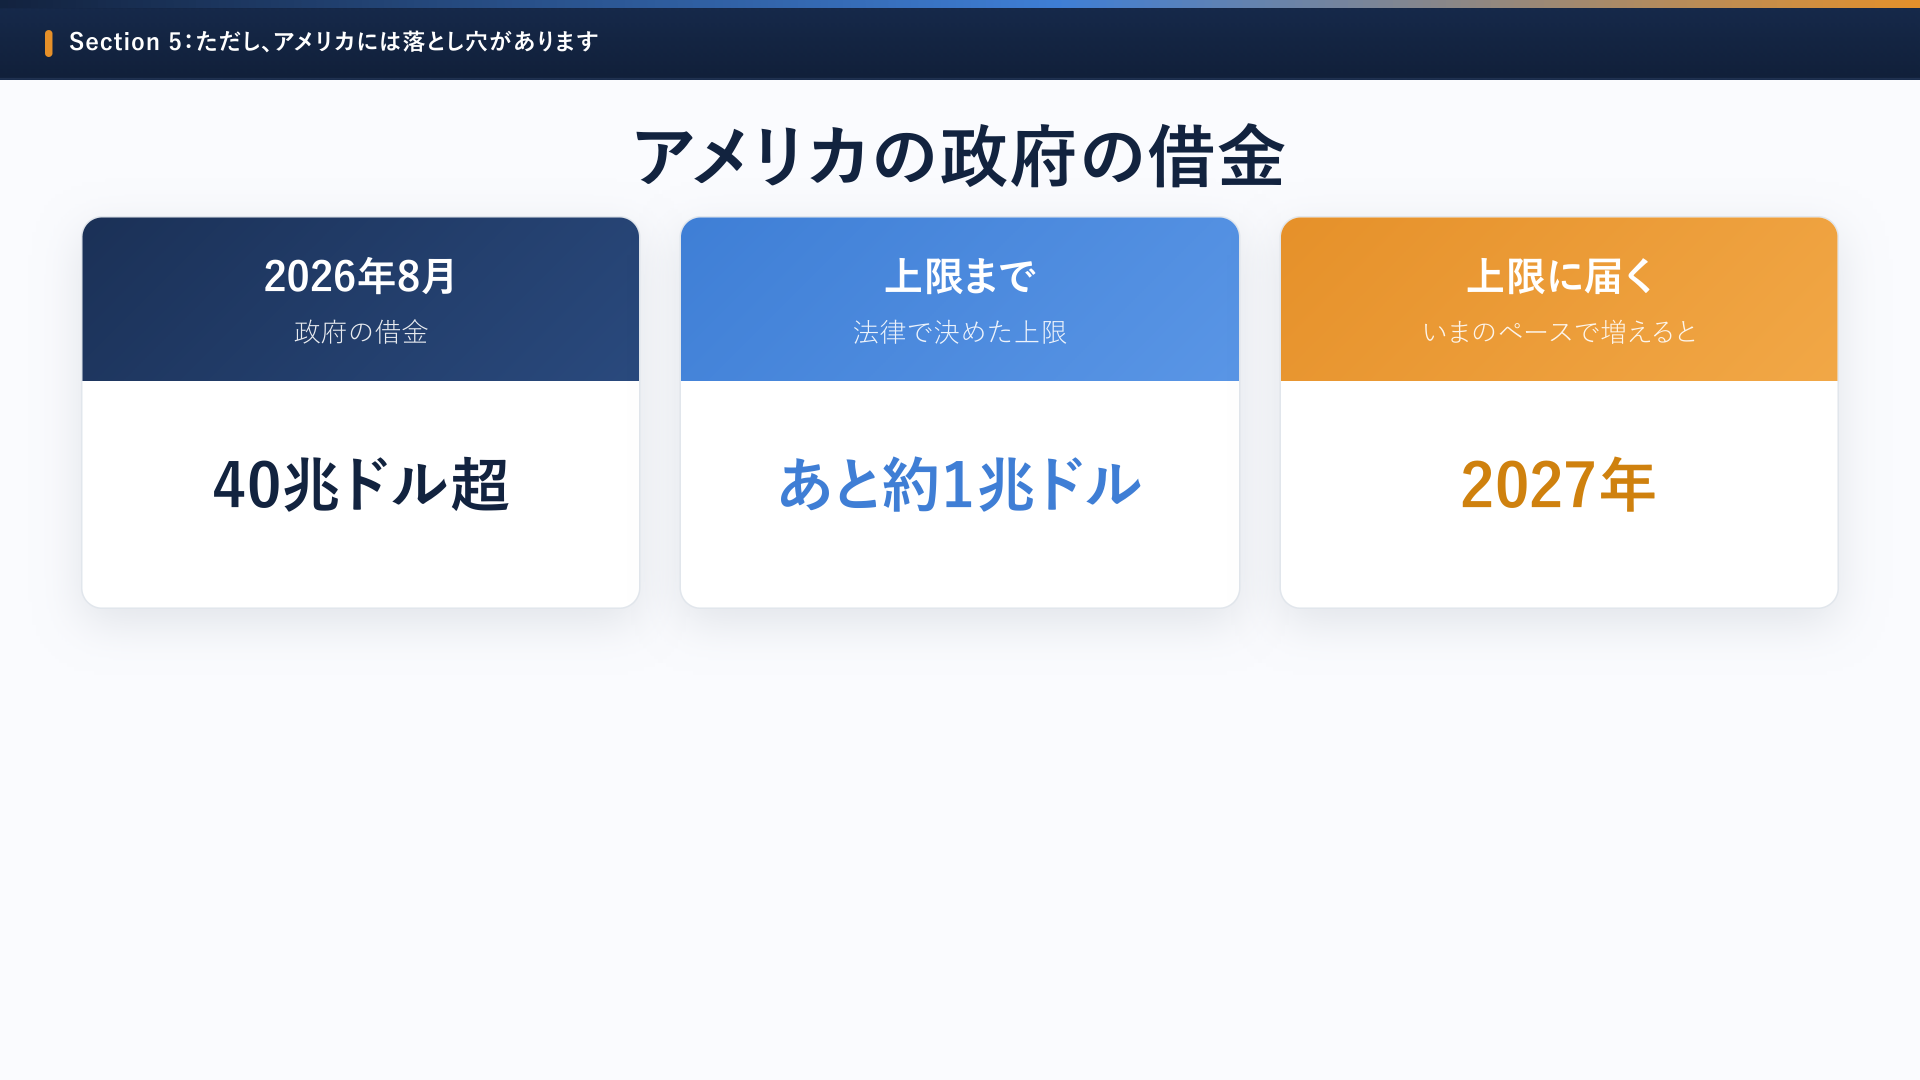 Section 5：ただし、アメリカには落とし穴があります
アメリカの政府の借金
2026年8月
政府の借金
40兆ドル超
上限まで
法律で決めた上限
あと約1兆ドル
上限に届く
いまのペースで増えると
2027年